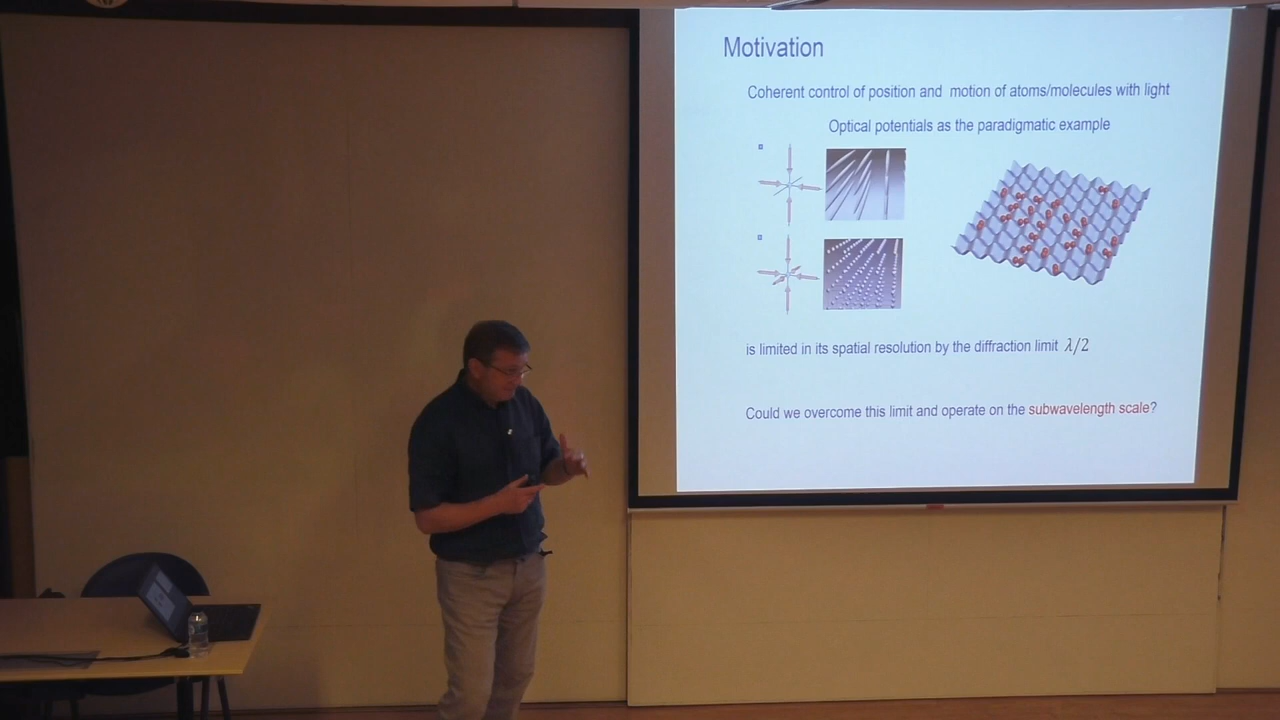 Motivation
Coherent control of position and motion of atoms/molecules with light
Optical potentials as the paradigmatic example
is limited in its spatial resolution by the diffraction limit λ/2
Could we overcome this limit and operate on the subwavelength scale?